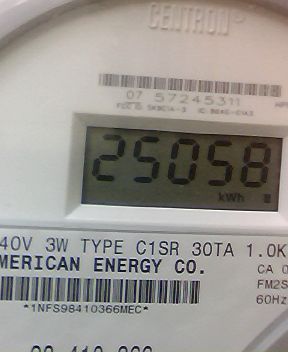 CENTRON
07 57245311
25058
kWh
40V 3W TYPE C1SR 30TA 1.0K
MERICAN ENERGY CO.
CA 0
FM2S
60Hz
*1NFS98410366MEC*